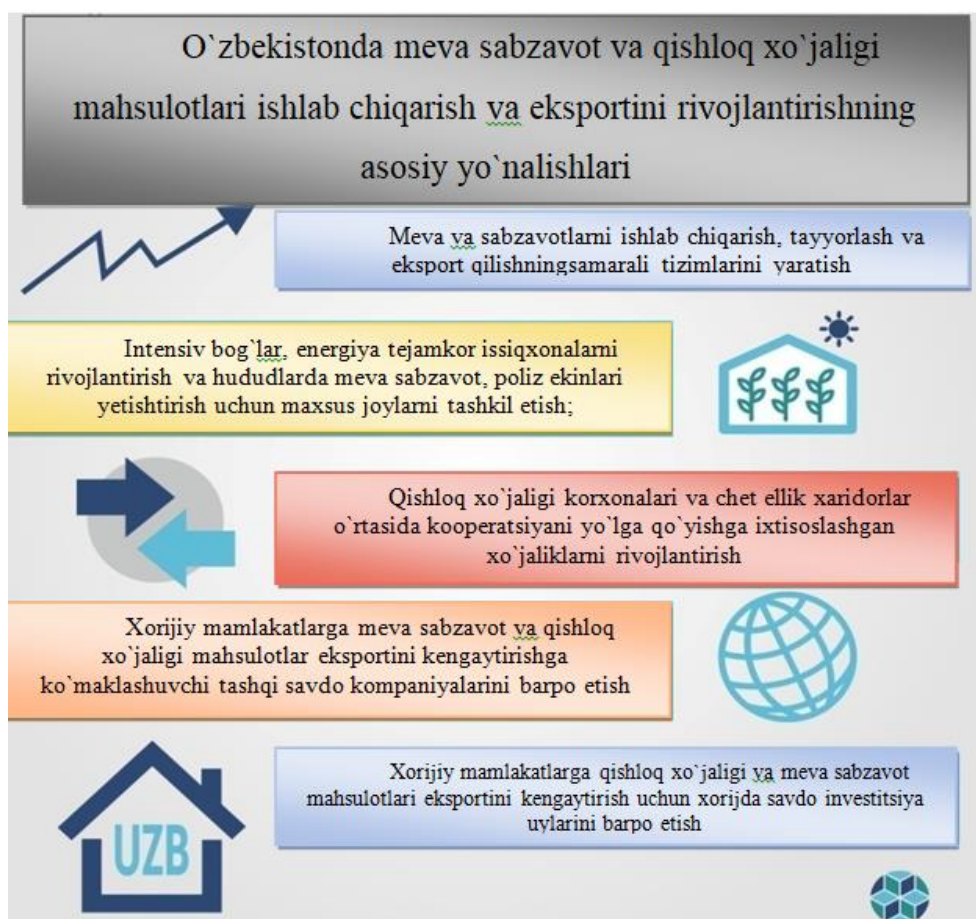 O`zbekistonda meva sabzavot va qishloq xo`jaligi
mahsulotlari ishlab chiqarish va eksportini rivojlantirishning
asosiy yo`nalishlari
Meva va sabzavotlarni ishlab chiqarish, tayyorlash va
eksport qilishningsamarali tizimlarini yaratish
Intensiv bog`lar, energiya tejamkor issiqxonalarni
rivojlantirish va hududlarda meva sabzavot, poliz ekinlari
yetishtirish uchun maxsus joylarni tashkil etish;
Qishloq xo`jaligi korxonalari va chet ellik xaridorlar
o`rtasida kooperatsiyani yo`lga qo`yishga ixtisoslashgan
xo`jaliklarni rivojlantirish
Xorijiy mamlakatlarga meva sabzavot va qishloq
xo`jaligi mahsulotlar eksportini kengaytirishga
ko`maklashuvchi tashqi savdo kompaniyalarini barpo etish
Xorijiy mamlakatlarga qishloq xo`jaligi va meva sabzavot
mahsulotlari eksportini kengaytirish uchun xorijda savdo investitsiya
uylarini barpo etish
UZB